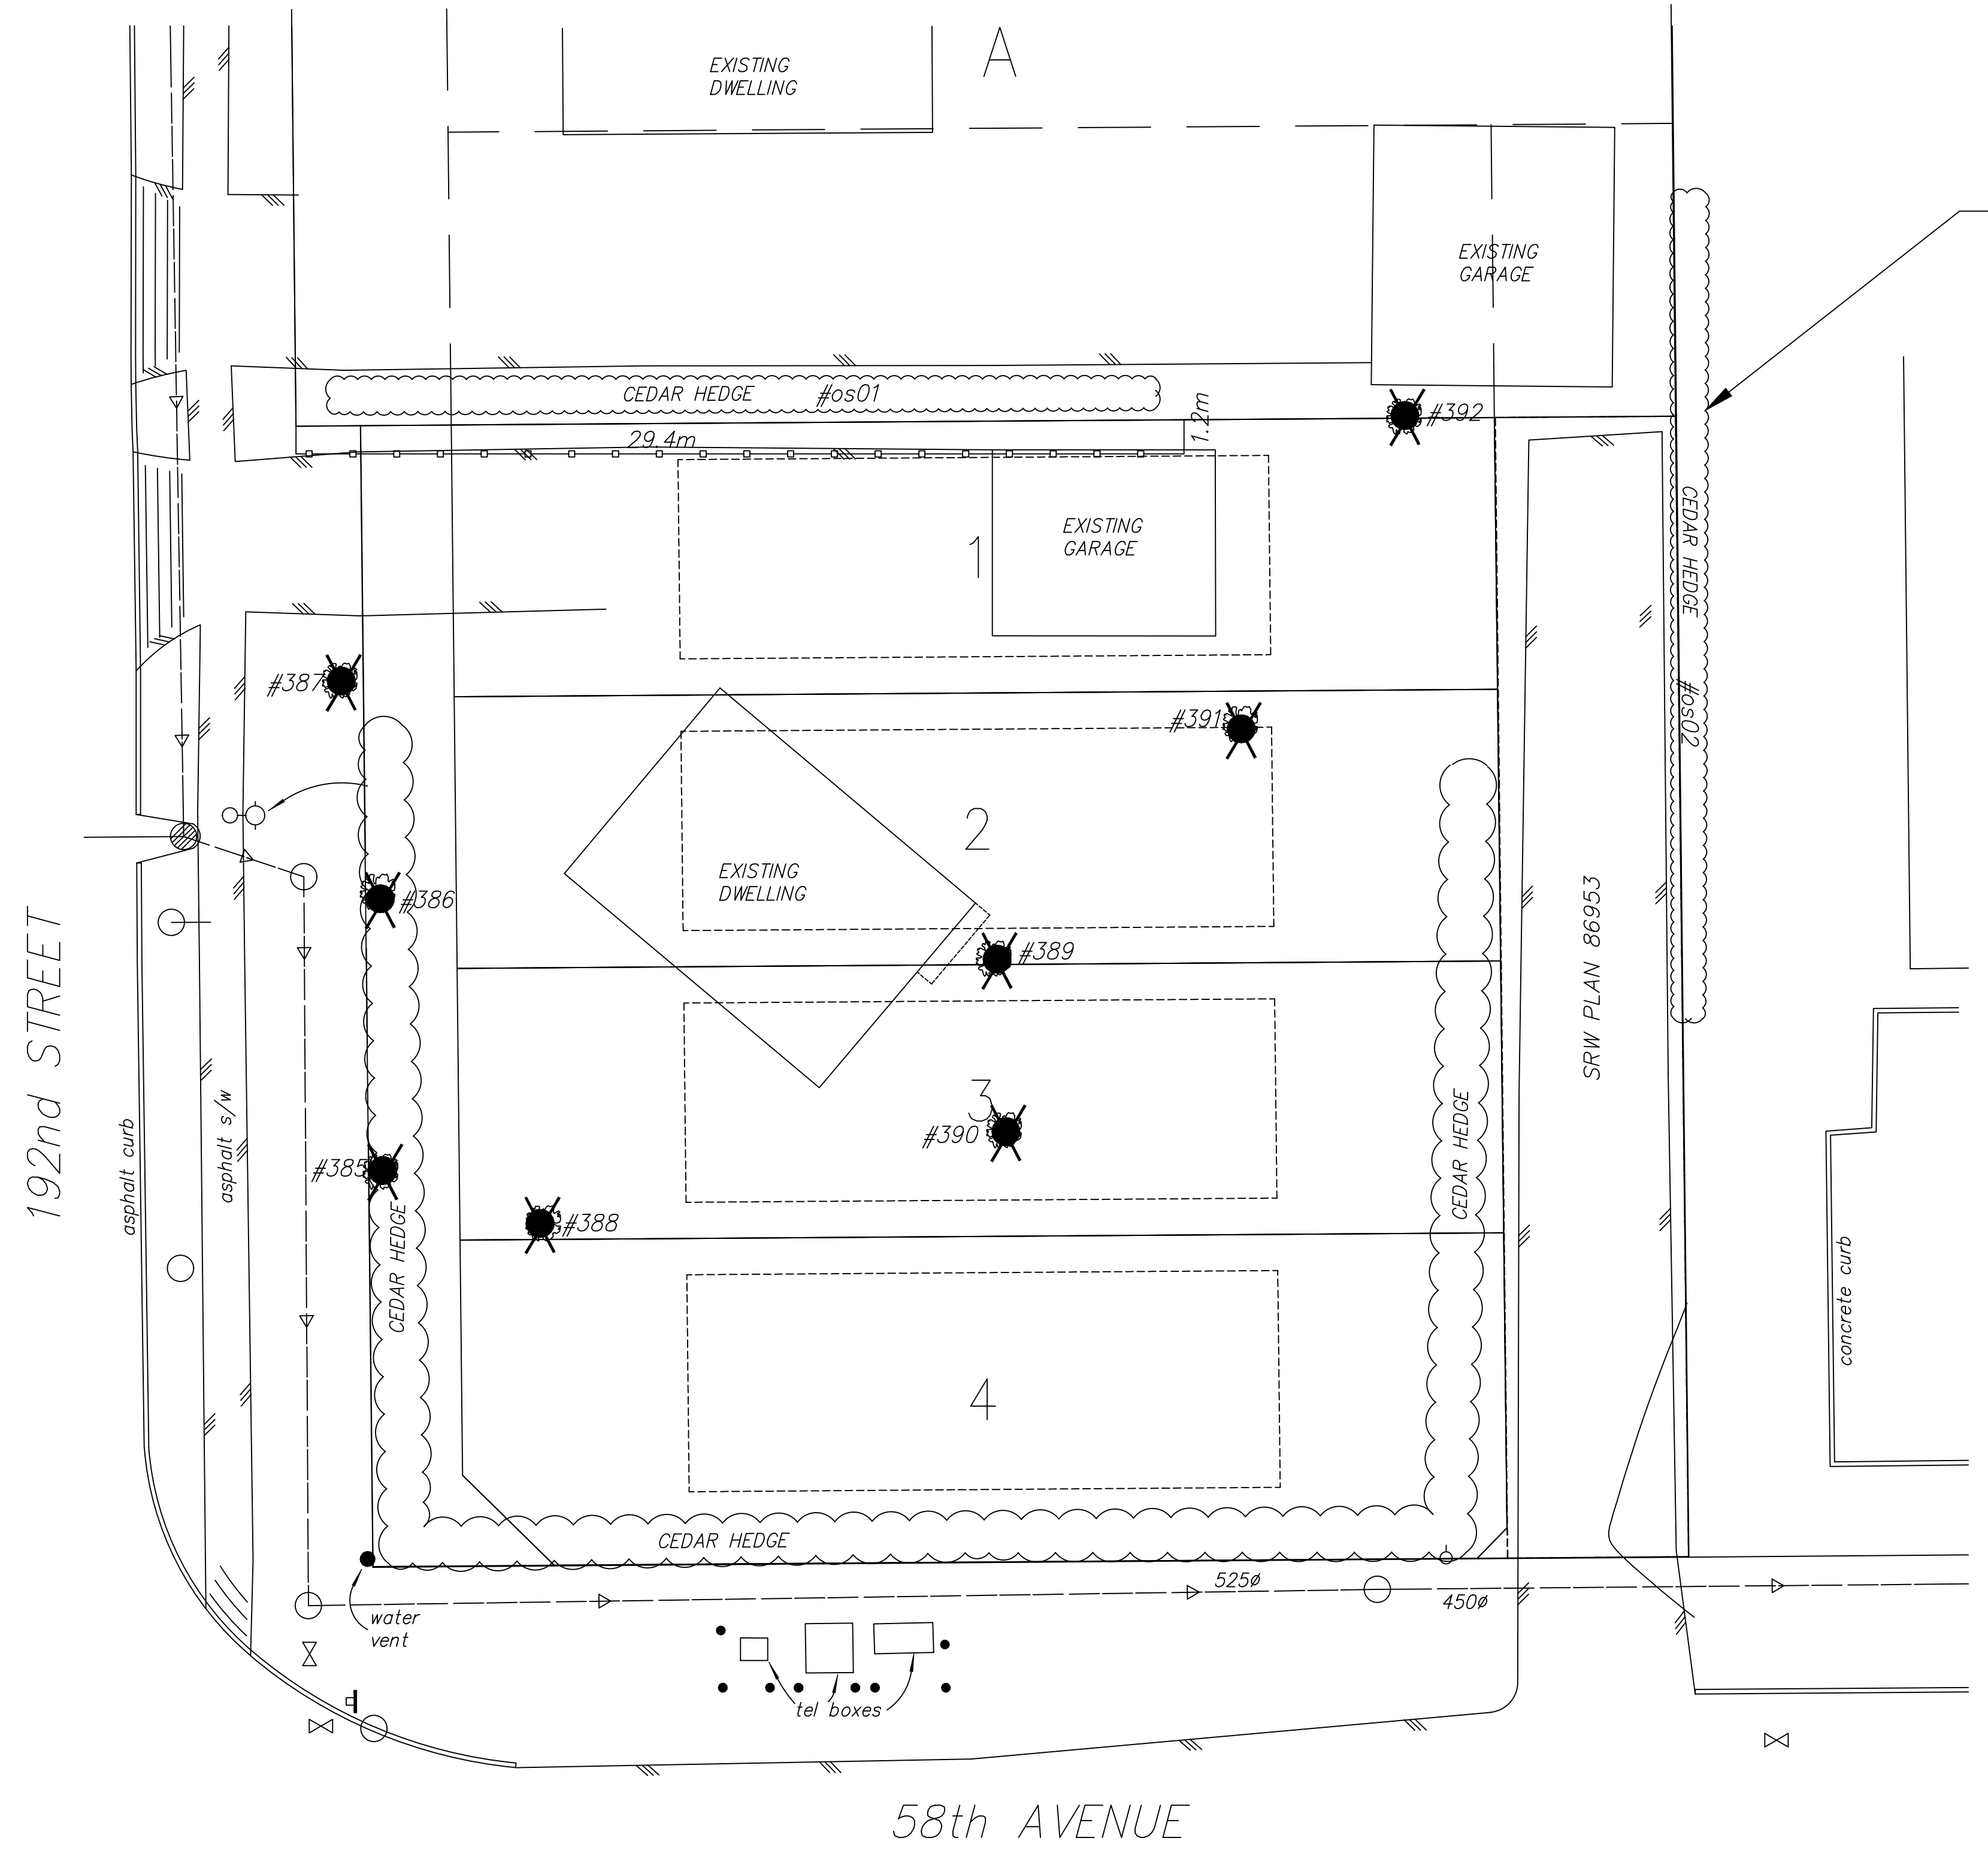 A
EXISTING
DWELLING
EXISTING
GARAGE
CEDAR HEDGE #os01
#392
29.4m
1.2m
EXISTING
GARAGE
1
CEDAR HEDGE #os02
#387
#391
2
EXISTING
DWELLING
#386
#389
SRW PLAN 86953
192nd STREET
asphalt curb
asphalt s/w
3
#390
#385
#388
CEDAR HEDGE
CEDAR HEDGE
concrete curb
4
CEDAR HEDGE
525ø
450ø
water
vent
tel boxes
58th AVENUE